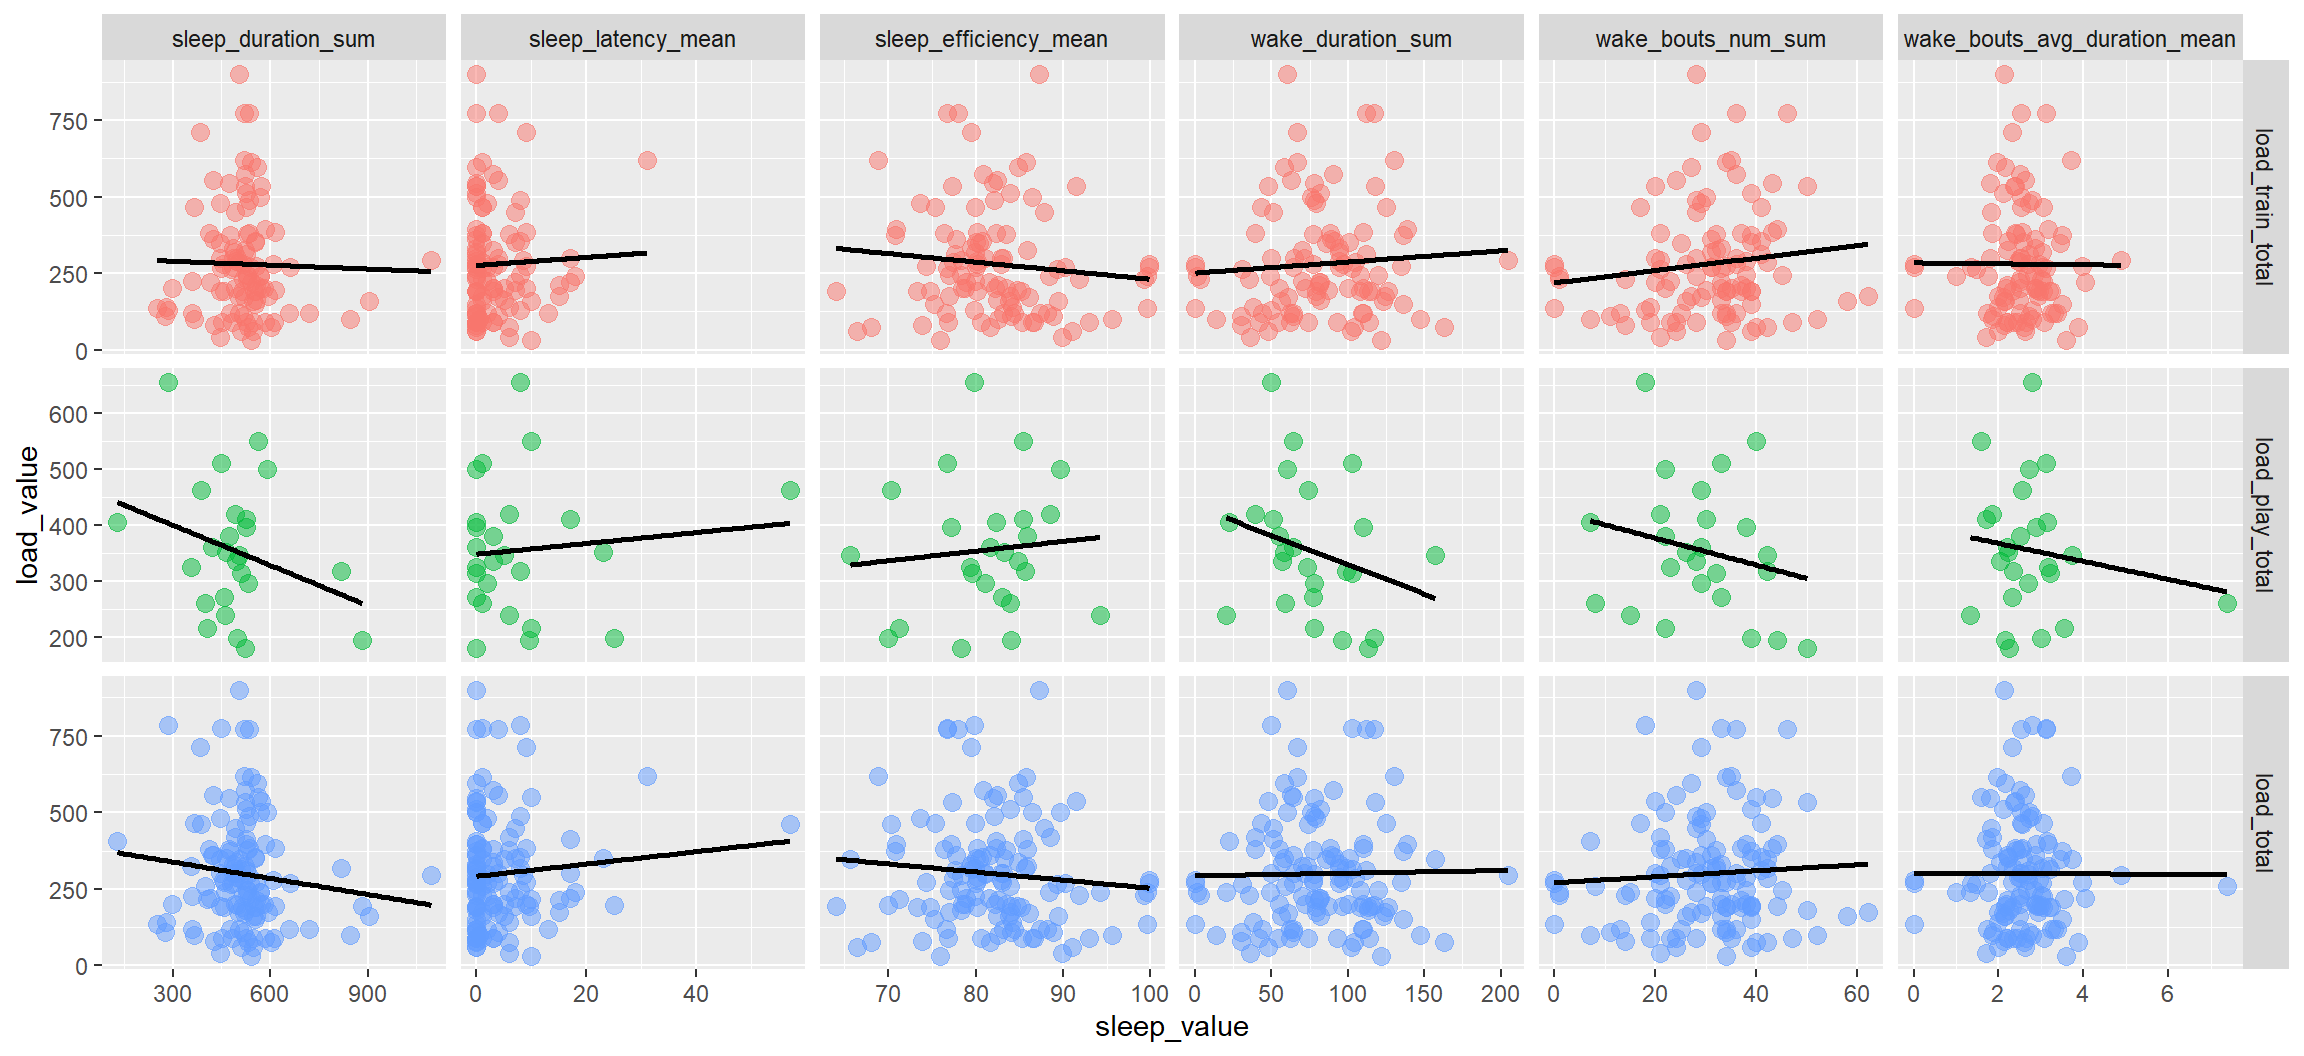 sleep_duration_sum
sleep_latency_mean
sleep_efficiency_mean
wake_duration_sum
wake_bouts_num_sum
wake_bouts_avg_duration_mean
750
500
250
0
load_train_total
600
500
400
300
200
load_play_total
750
500
250
0
load_total
load_value
300 600 900
0 20 40
70 80 90 100
0 50 100 150 200
0 20 40 60
0 2 4 6
sleep_value